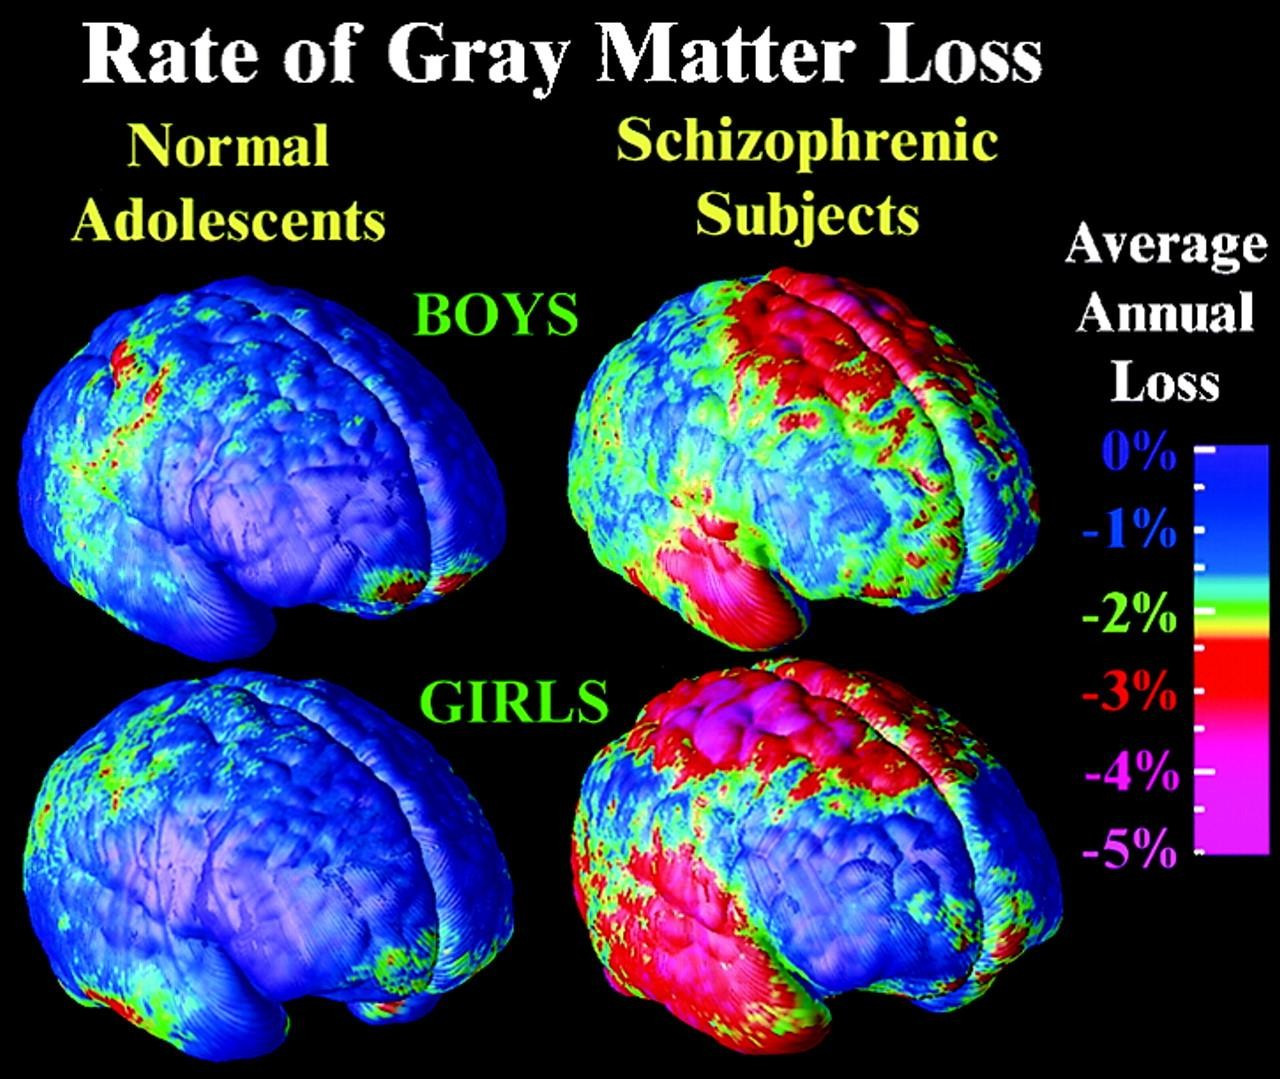 Rate of Gray Matter Loss
Normal
Adolescents
Schizophrenic
Subjects
BOYS
GIRLS
Average
Annual
Loss
0%
-1%
-2%
-3%
-4%
-5%